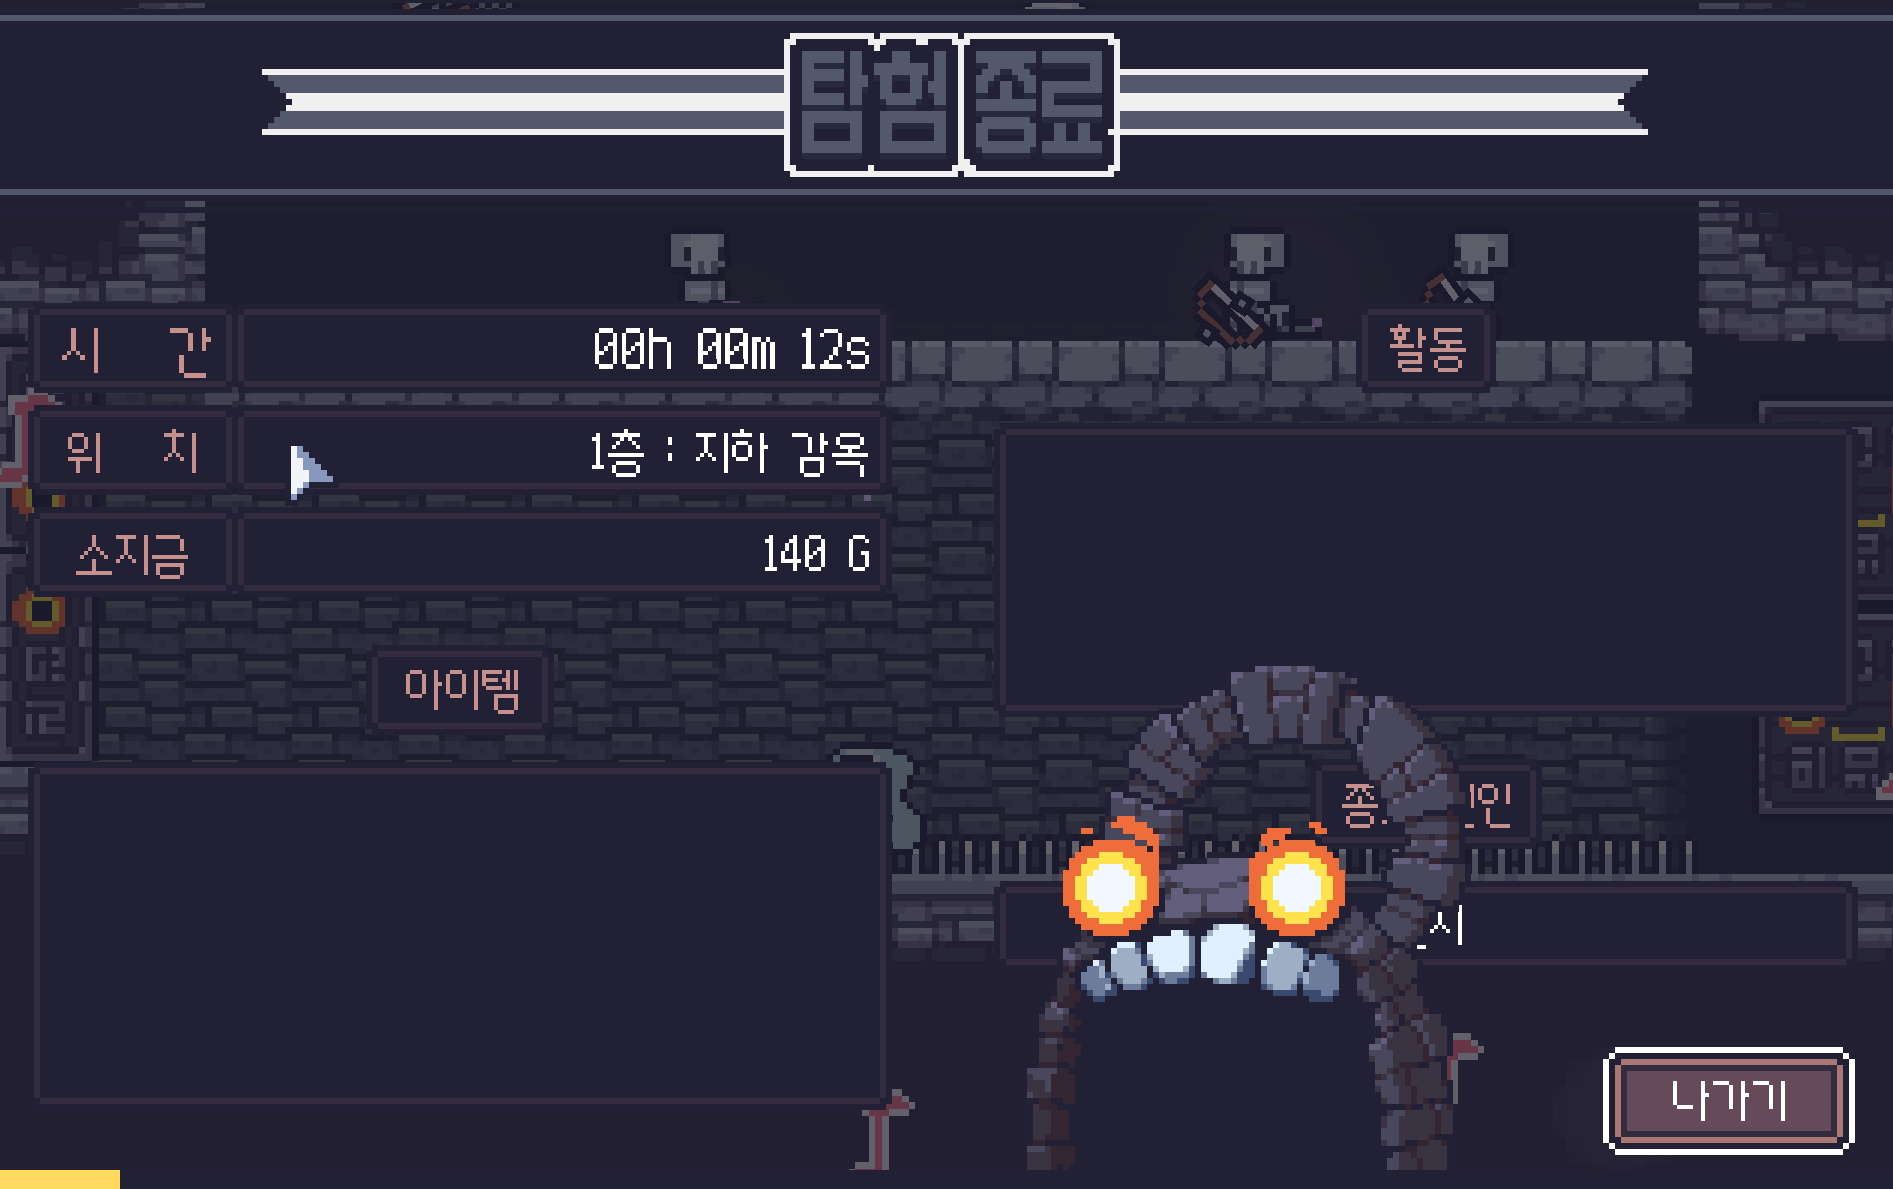 탐험 종료
시간 00h 00m 12s
위치 1층 : 지하 감옥
소지금 140 G
활동
아이템
나가기